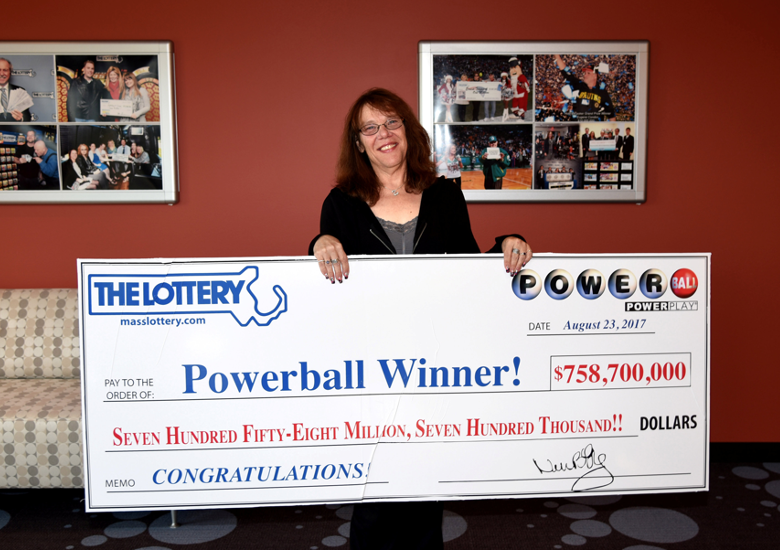 THE LOTTERY
masslottery.com
POWERBALL
POWERPLAY
DATE August 23, 2017
PAY TO THE
ORDER OF: Powerball Winner! $758,700,000
SEVEN HUNDRED FIFTY-EIGHT MILLION, SEVEN HUNDRED THOUSAND!! DOLLARS
MEMO CONGRATULATIONS!